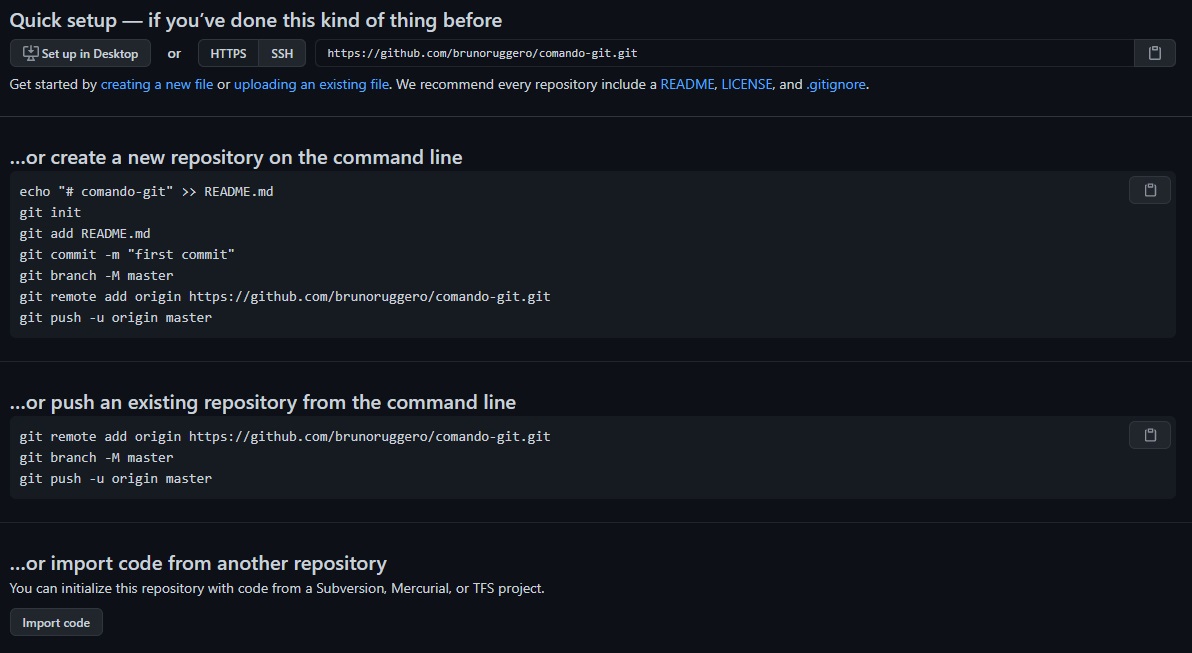 Quick setup — if you’ve done this kind of thing before
Set up in Desktop or HTTPS SSH https://github.com/brunoruggero/comando-git.git
Get started by creating a new file or uploading an existing file. We recommend every repository include a README, LICENSE, and .gitignore.
…or create a new repository on the command line
echo "# comando-git" >> README.md
git init
git add README.md
git commit -m "first commit"
git branch -M master
git remote add origin https://github.com/brunoruggero/comando-git.git
git push -u origin master
…or push an existing repository from the command line
git remote add origin https://github.com/brunoruggero/comando-git.git
git branch -M master
git push -u origin master
…or import code from another repository
You can initialize this repository with code from a Subversion, Mercurial, or TFS project.
Import code